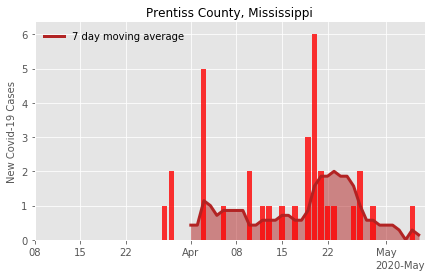 Prentiss County, Mississippi
7 day moving average
New Covid-19 Cases
6
5
4
3
2
1
0
08 15 22 Apr 08 15 22 May
2020-May